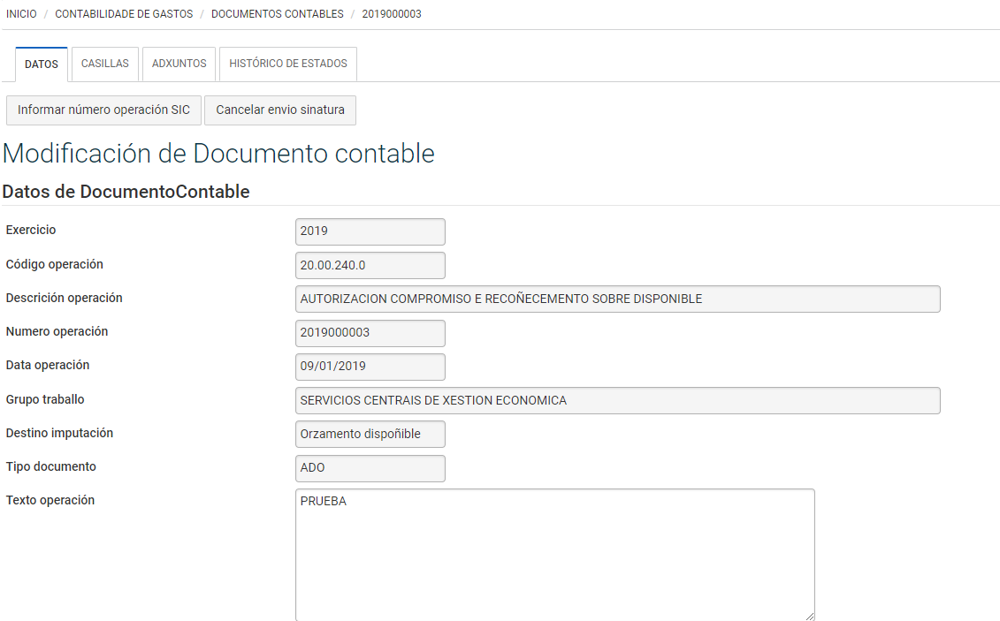 INICIO / CONTABILIDADE DE GASTOS / DOCUMENTOS CONTABLES / 2019000003
DATOS CASILLAS ADXUNTOS HISTÓRICO DE ESTADOS
Informar número operación SIC Cancelar envio sinatura
Modificación de Documento contable
Datos de DocumentoContable
Exercicio 2019
Código operación 20.00.240.0
Descrición operación AUTORIZACION COMPROMISO E RECOÑECEMENTO SOBRE DISPONIBLE
Numero operación 2019000003
Data operación 09/01/2019
Grupo traballo SERVICIOS CENTRAIS DE XESTION ECONOMICA
Destino imputación Orzamento dispoñible
Tipo documento ADO
Texto operación PRUEBA